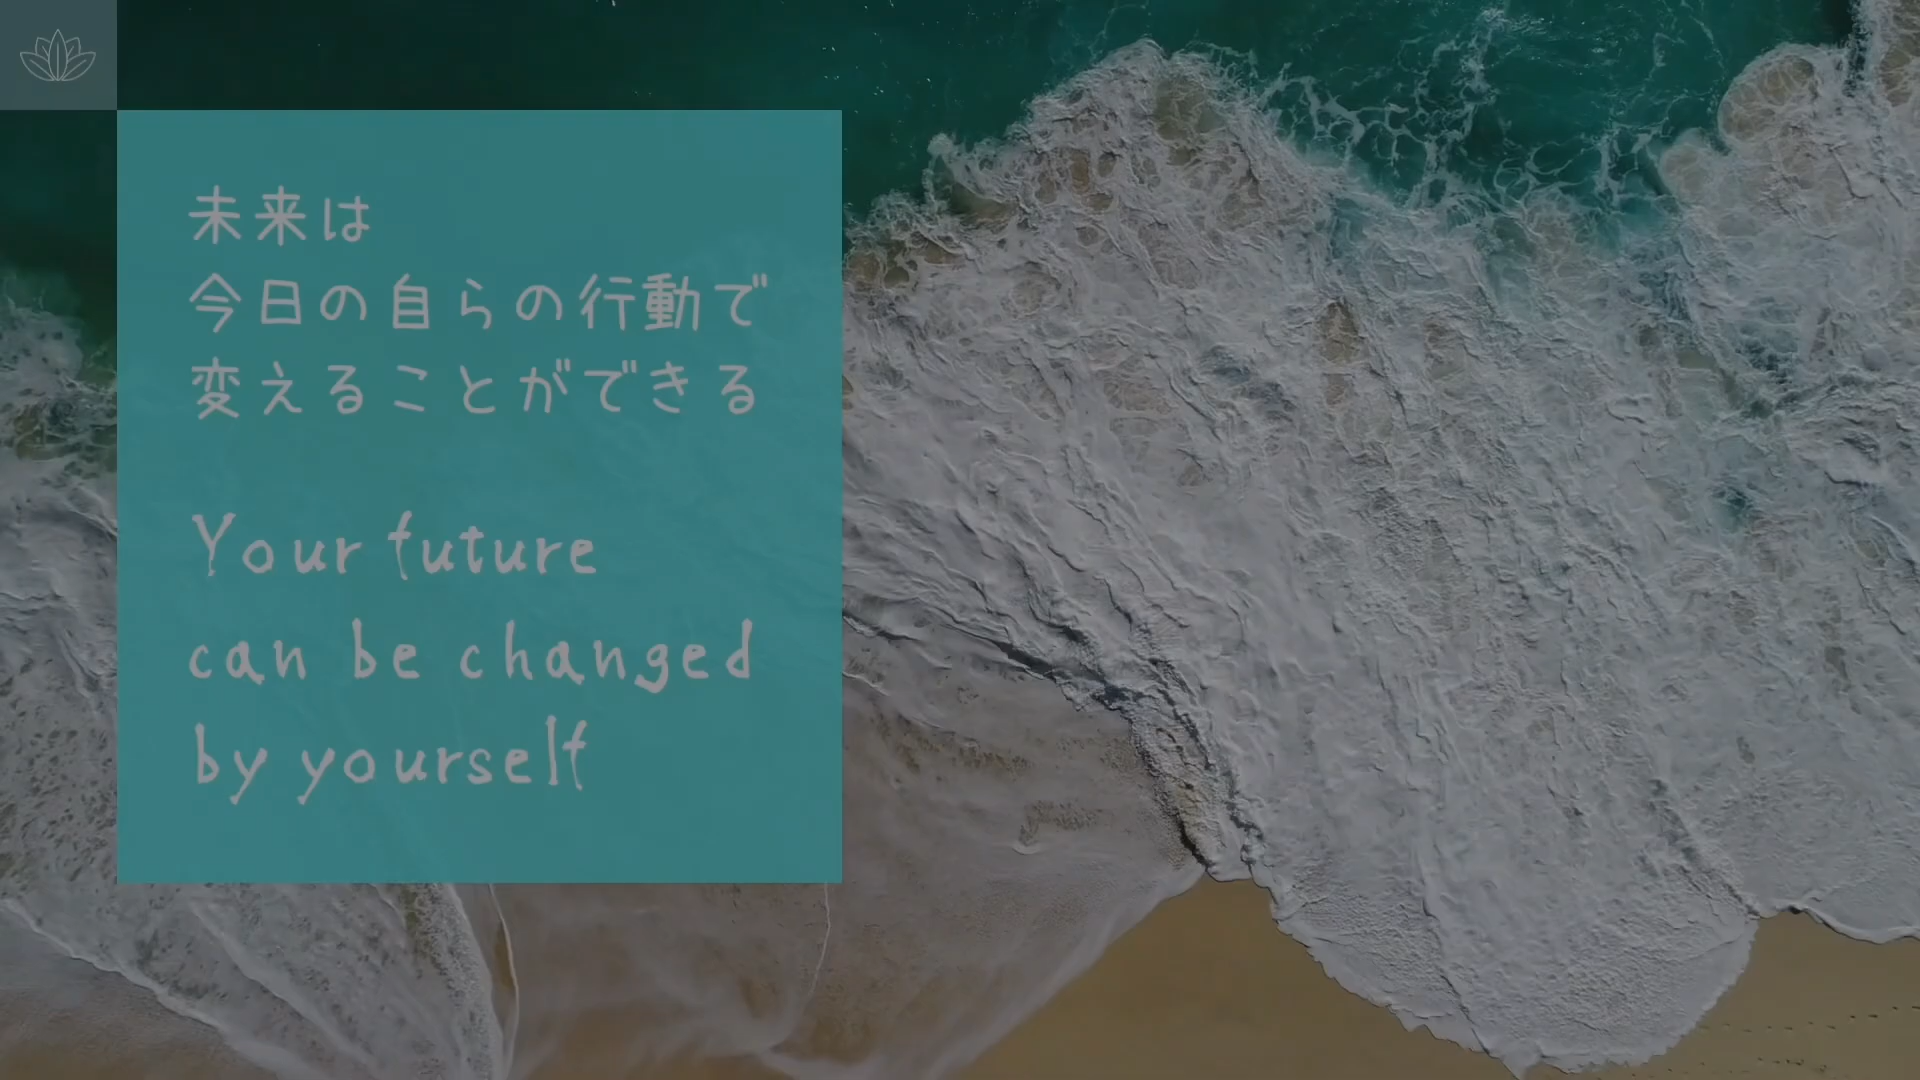 未来は
今日の自らの行動で
変えることができる
Your future
can be changed
by yourself